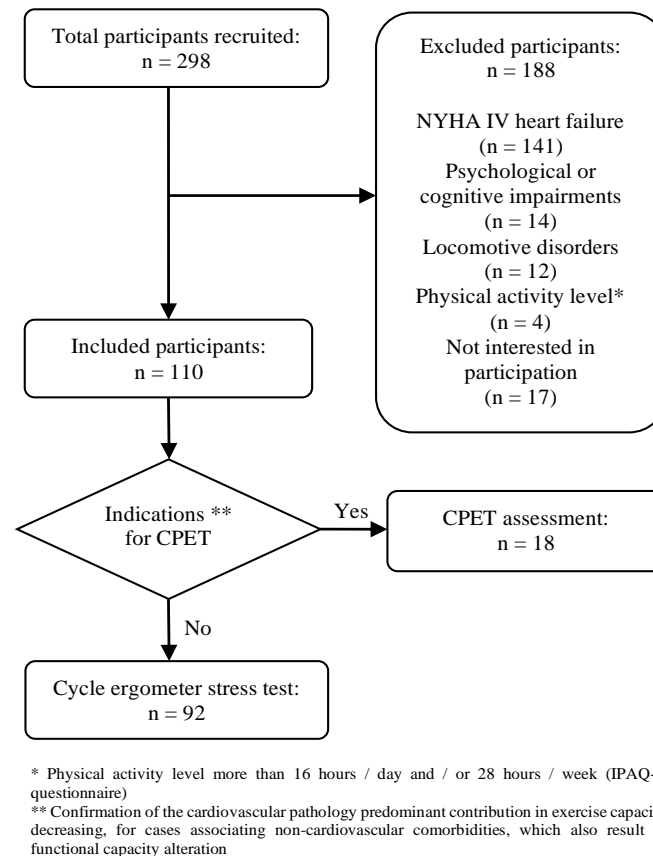 Total participants recruited:
n = 298
Excluded participants:
n = 188
NYHA IV heart failure
(n = 141)
Psychological or
cognitive impairments
(n = 14)
Locomotive disorders
(n = 12)
Physical activity level*
(n = 4)
Not interested in
participation
(n = 17)
Included participants:
n = 110
Indications **
for CPET
Yes
CPET assessment:
n = 18
No
Cycle ergometer stress test:
n = 92
* Physical activity level more than 16 hours / day and / or 28 hours / week (IPAQ-
questionnaire)
** Confirmation of the cardiovascular pathology predominant contribution in exercise capaci
decreasing, for cases associating non-cardiovascular comorbidities, which also result
functional capacity alteration